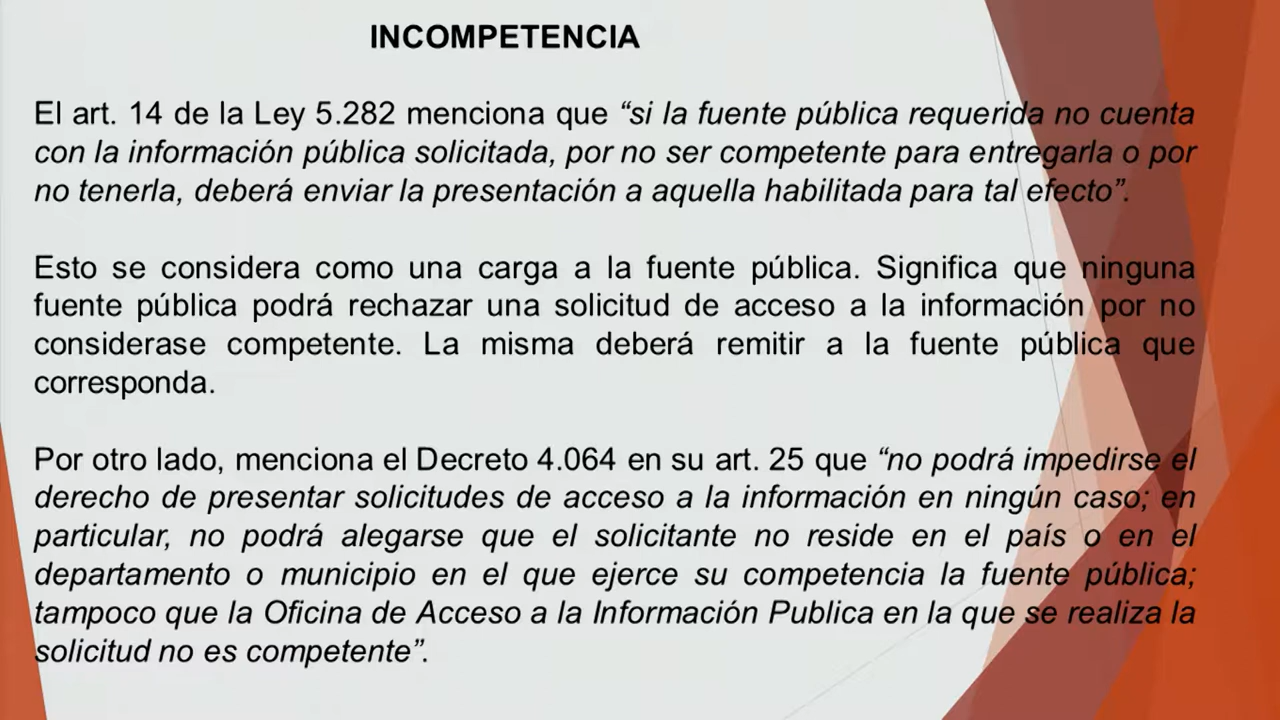 INCOMPETENCIA
El art. 14 de la Ley 5.282 menciona que “si la fuente pública requerida no cuenta
con la información pública solicitada, por no ser competente para entregarla o por
no tenerla, deberá enviar la presentación a aquella habilitada para tal efecto”.
Esto se considera como una carga a la fuente pública. Significa que ninguna
fuente pública podrá rechazar una solicitud de acceso a la información por no
considerase competente. La misma deberá remitir a la fuente pública que
corresponda.
Por otro lado, menciona el Decreto 4.064 en su art. 25 que “no podrá impedirse el
derecho de presentar solicitudes de acceso a la información en ningún caso; en
particular, no podrá alegarse que el solicitante no reside en el país o en el
departamento o municipio en el que ejerce su competencia la fuente pública;
tampoco que la Oficina de Acceso a la Información Publica en la que se realiza la
solicitud no es competente”.